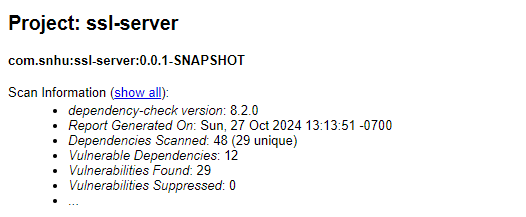 Project: ssl-server
com.snhu:ssl-server:0.0.1-SNAPSHOT
Scan Information (show all):
• dependency-check version: 8.2.0
• Report Generated On: Sun, 27 Oct 2024 13:13:51 -0700
• Dependencies Scanned: 48 (29 unique)
• Vulnerable Dependencies: 12
• Vulnerabilities Found: 29
• Vulnerabilities Suppressed: 0
• ...